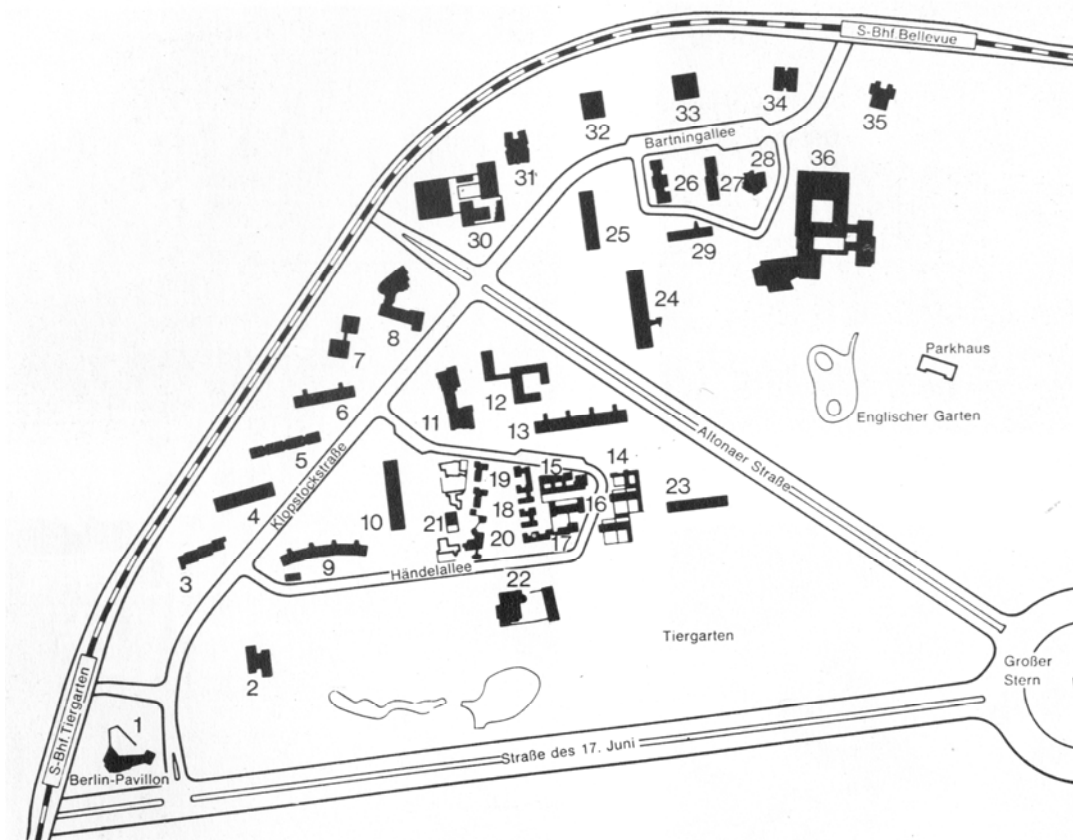 S-Bhf.Bellevue
34
33
35
32
Bartningallee
28
36
31
26
27
25
30
29
24
8
7
Parkhaus
6
12
Englischer Garten
11
13
Altonaer Straße
5
Klopstockstraße
14
15
19
4
23
16
18
10
21
20
17
3
9
Händelallee
22
Tiergarten
2
Großer
Stern
S-Bhf.Tiergarten
1
Straße des 17. Juni
Berlin-Pavillon